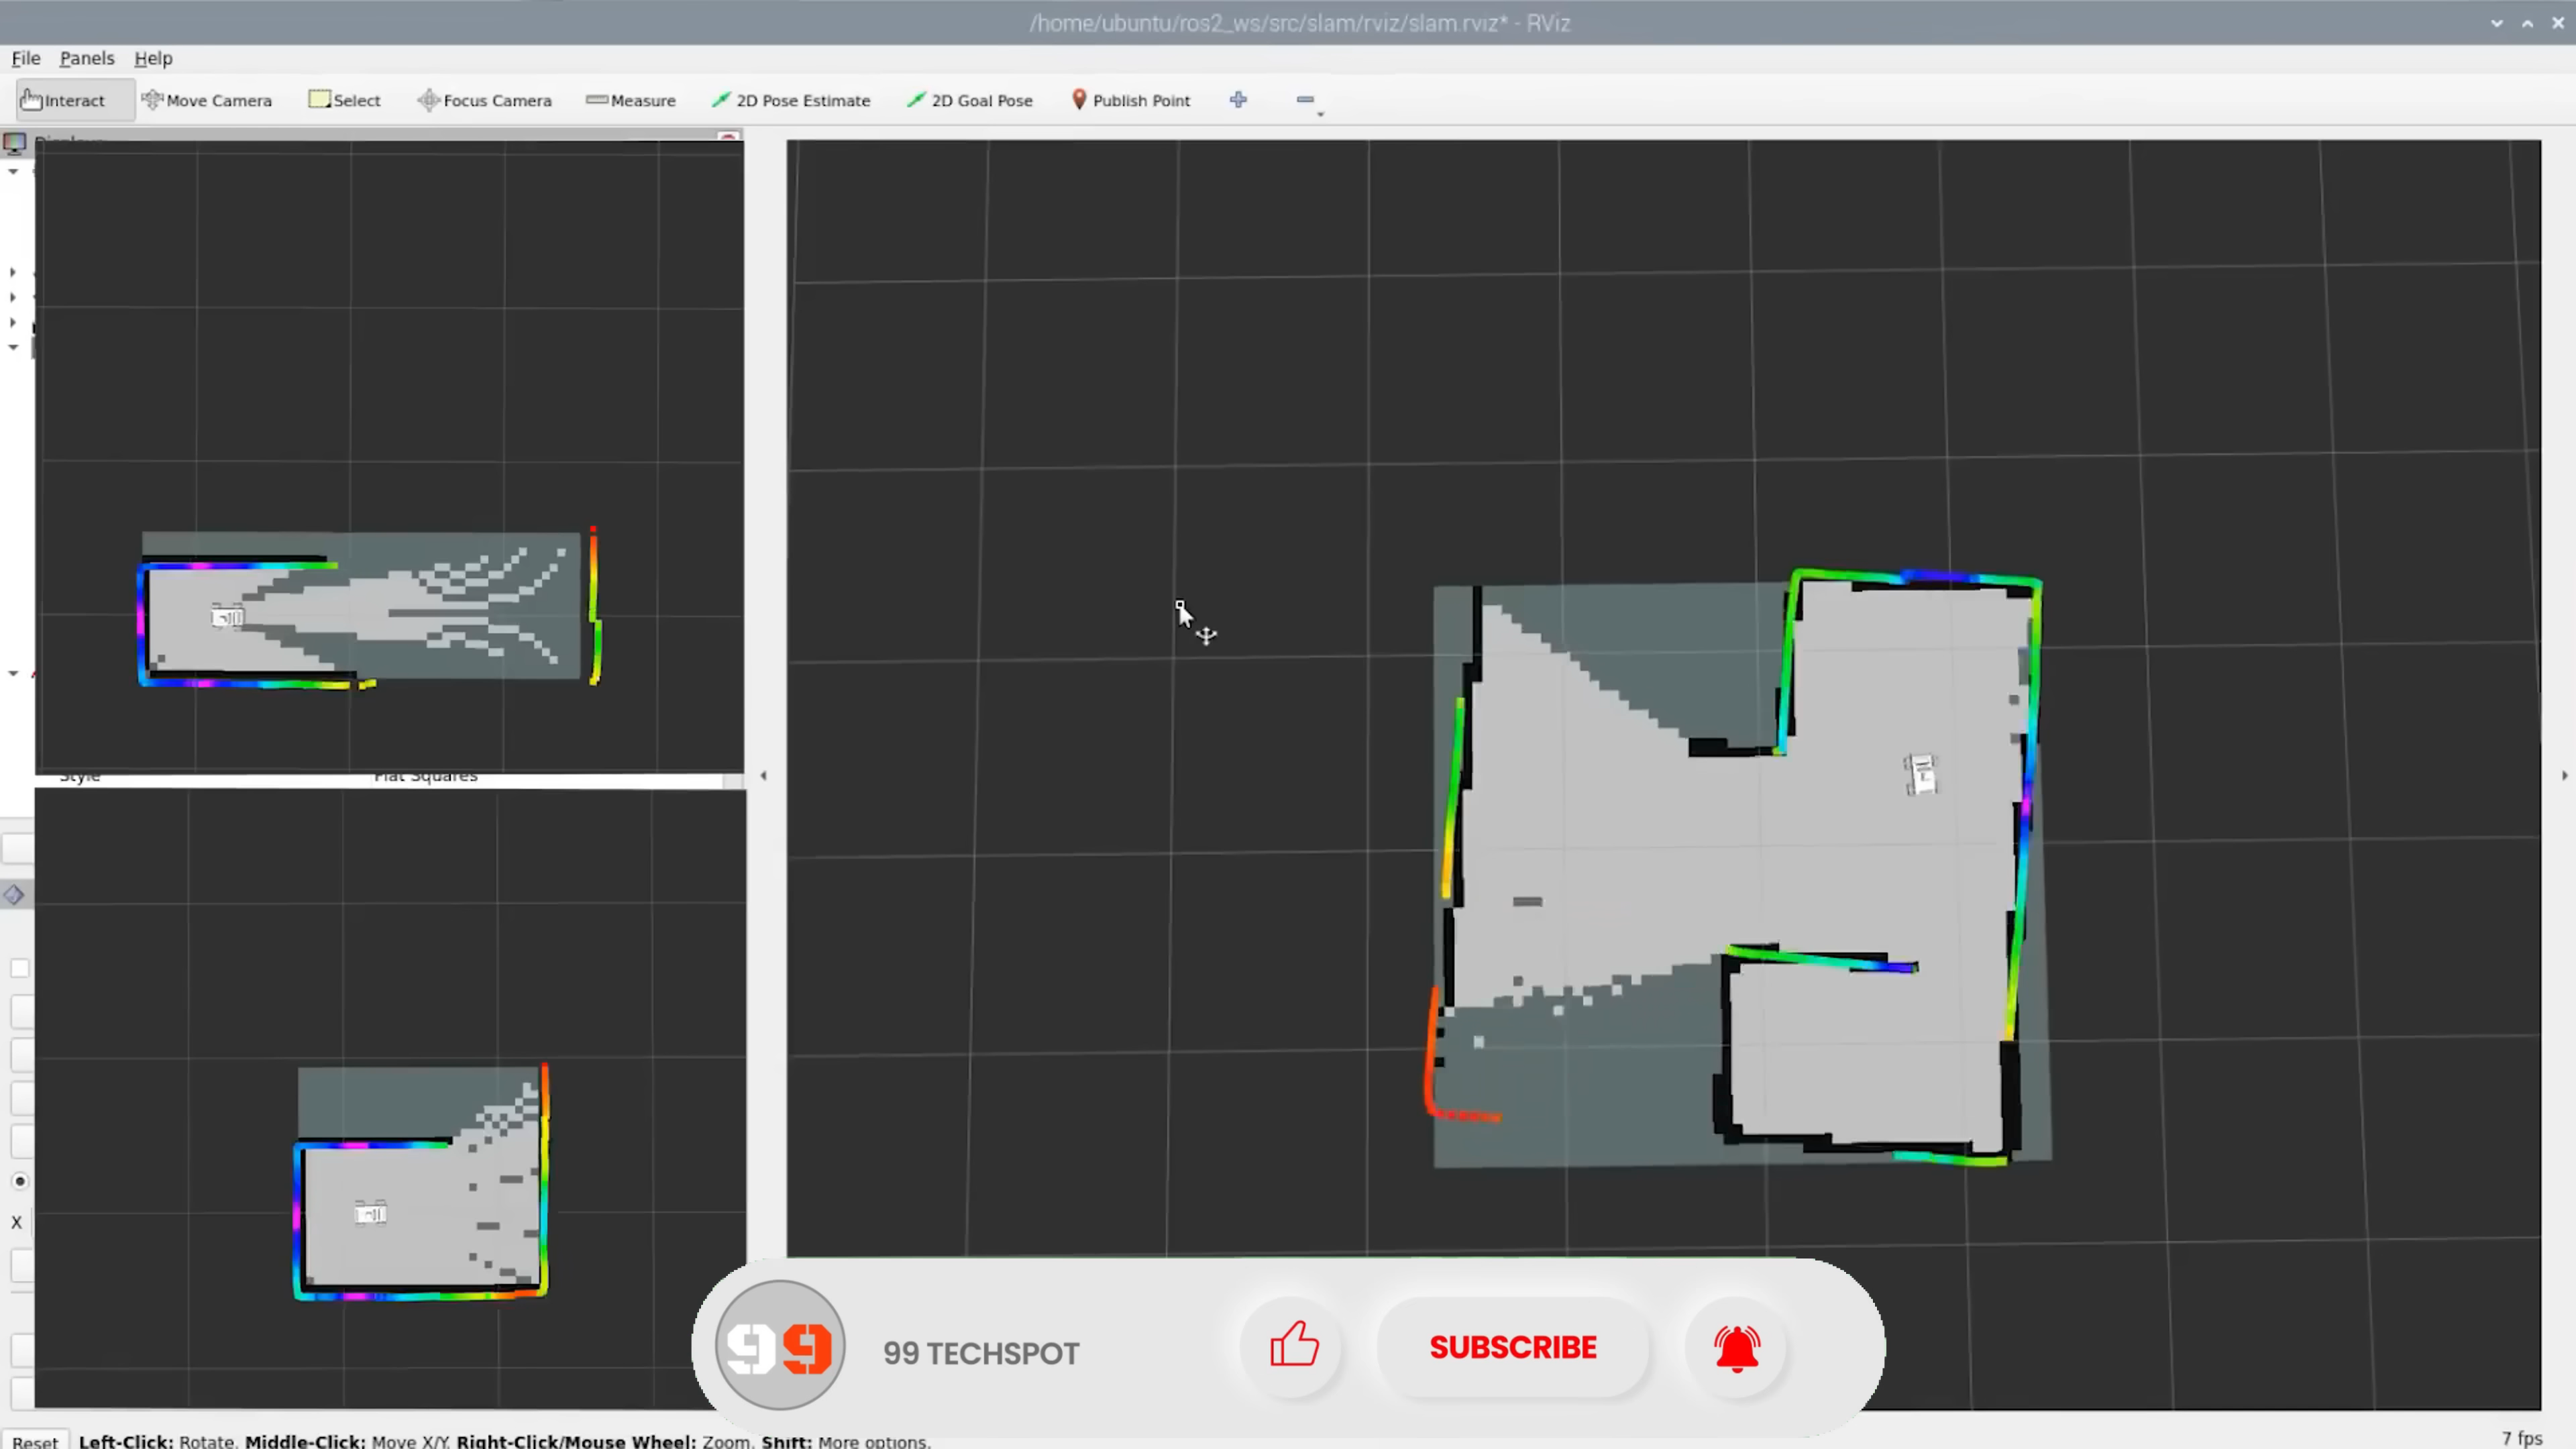 /home/ubuntu/ros2_ws/src/slam/rviz/slam.rviz* - RViz
File Panels Help
Interact Move Camera Select Focus Camera Measure 2D Pose Estimate 2D Goal Pose Publish Point
Style Flat Squares
X
99 99 TECHSPOT SUBSCRIBE
Reset Left-Click: Rotate. Middle-Click: Move X/Y. Right-Click/Mouse Wheel: Zoom. Shift: More options.
7 fps